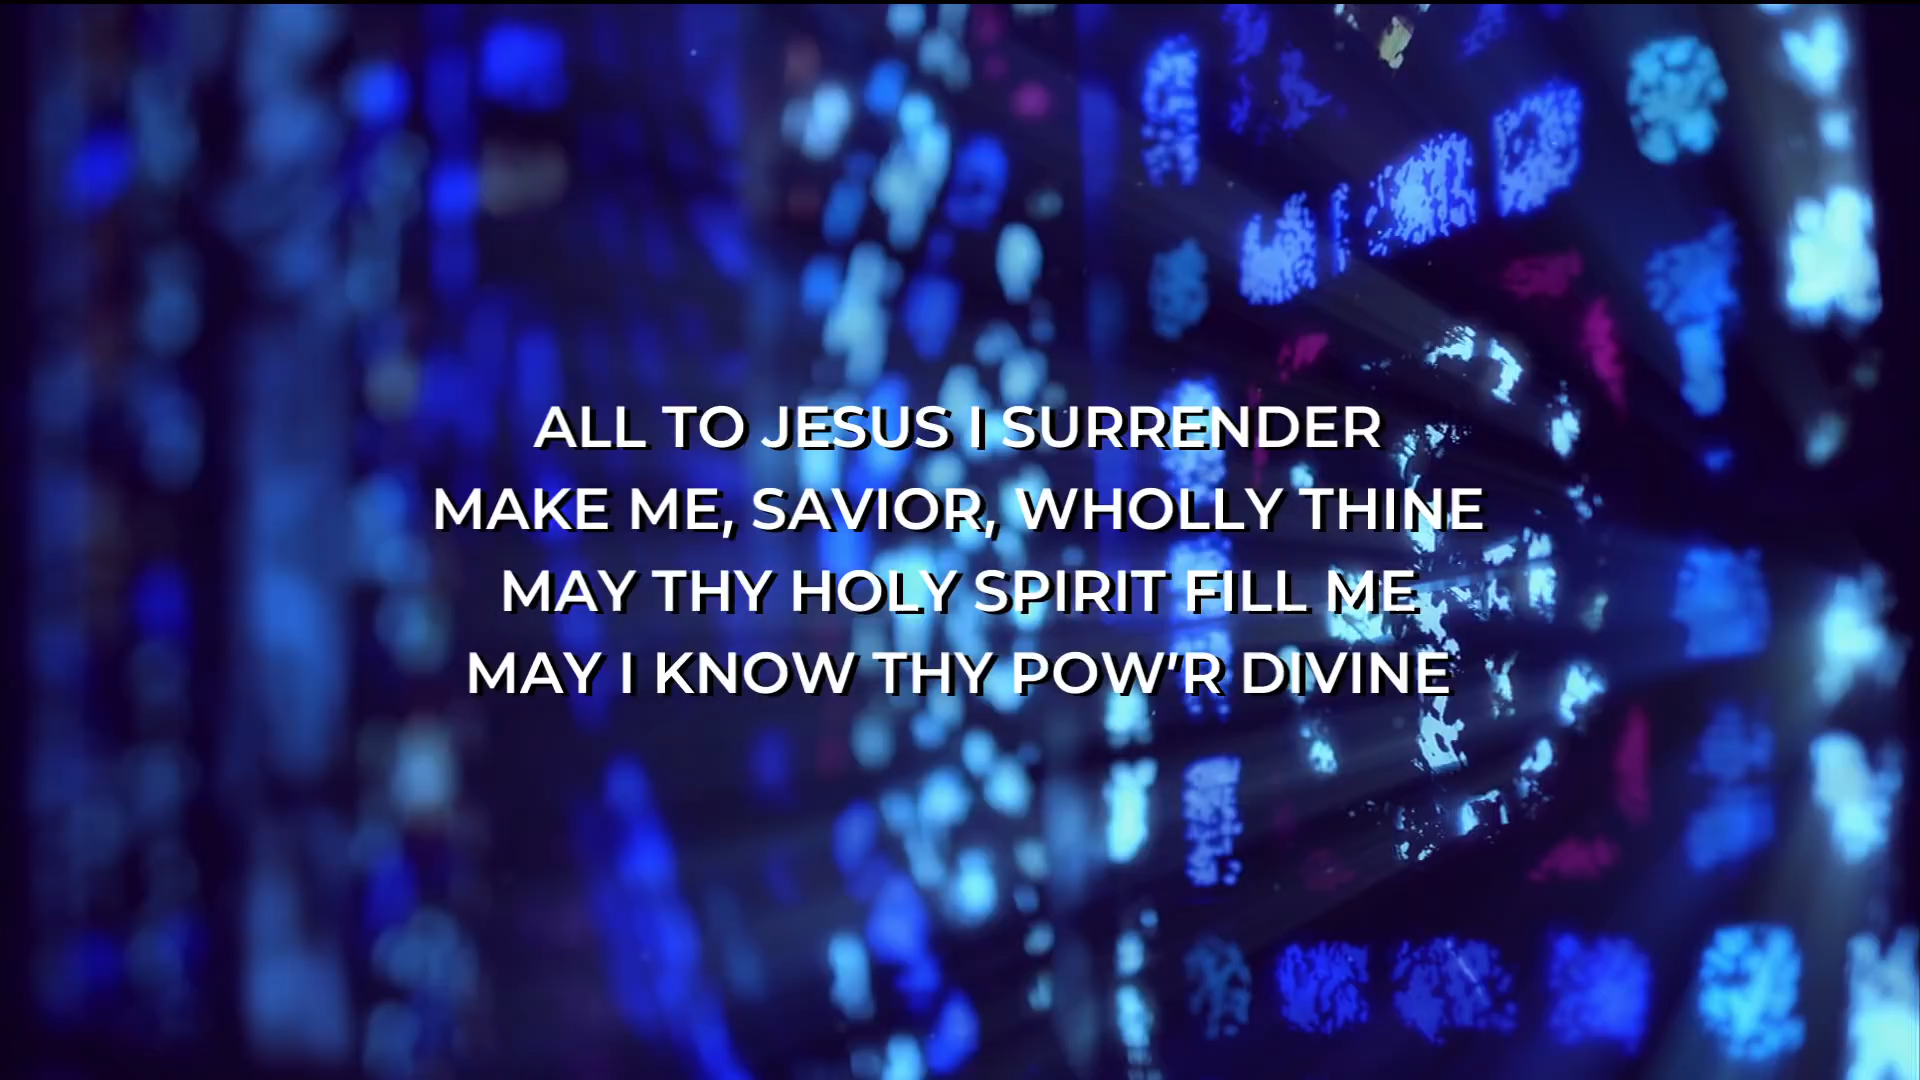 ALL TO JESUS I SURRENDER
MAKE ME, SAVIOR, WHOLLY THINE
MAY THY HOLY SPIRIT FILL ME
MAY I KNOW THY POW'R DIVINE